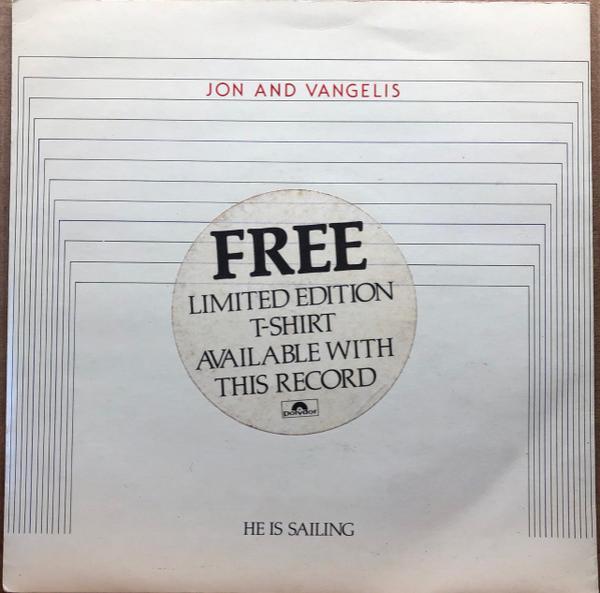 JON AND VANGELIS
FREE
LIMITED EDITION
T-SHIRT
AVAILABLE WITH
THIS RECORD
Polydor
HE IS SAILING